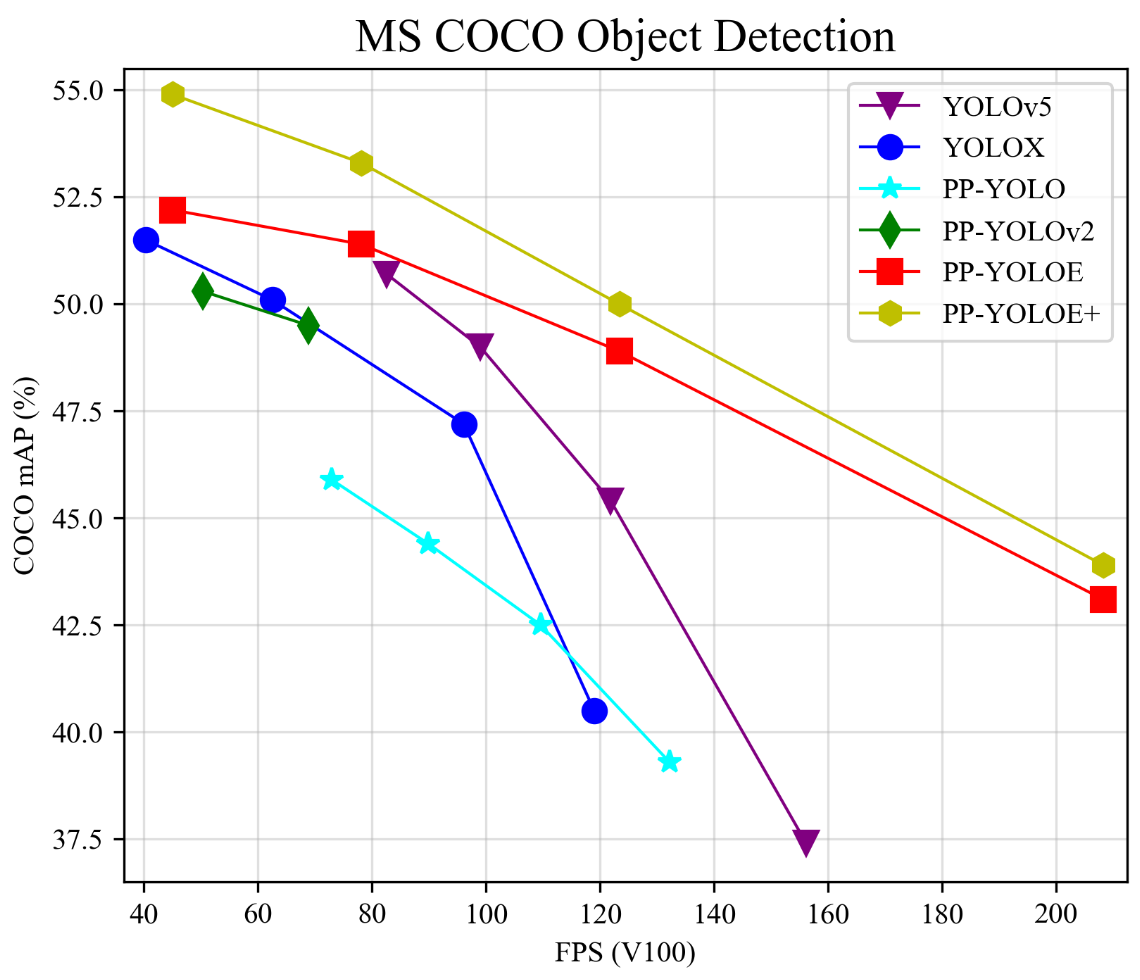 MS COCO Object Detection
55.0
52.5
50.0
47.5
45.0
42.5
40.0
37.5
COCO mAP (%)
YOLOv5
YOLOX
PP-YOLO
PP-YOLOv2
PP-YOLOE
PP-YOLOE+
40 60 80 100 120 140 160 180 200
FPS (V100)